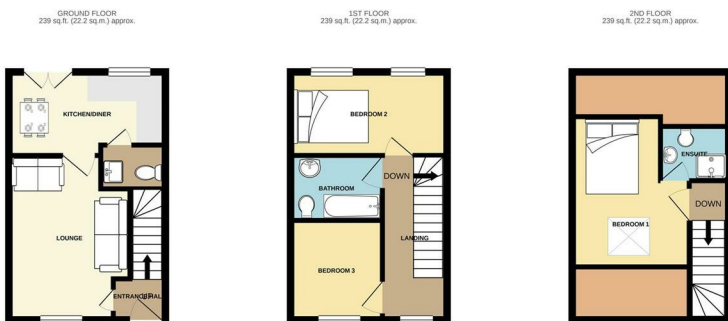 GROUND FLOOR
239 sq.ft. (22.2 sq.m.) approx.
1ST FLOOR
239 sq.ft. (22.2 sq.m.) approx.
2ND FLOOR
239 sq.ft. (22.2 sq.m.) approx.
KITCHEN/DINER
LOUNGE
BEDROOM 2
DOWN
BATHROOM
LANDING
BEDROOM 3
ENSUITE
DOWN
BEDROOM 1